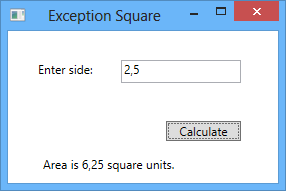 Exception Square
Enter side: 2,5
Calculate
Area is 6,25 square units.